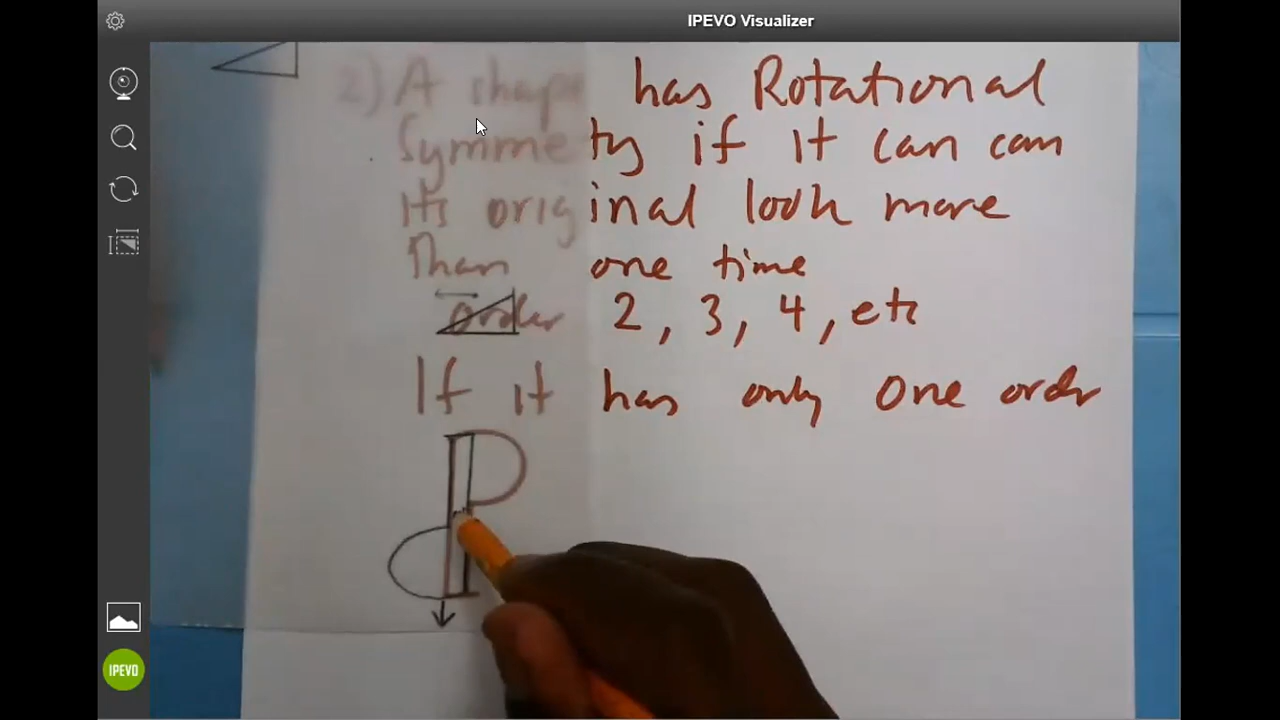 IPEVO Visualizer
2) A shape has Rotational
Symmetry if it can com
its original look more
Than one time
order 2, 3, 4, etc
If it has only One order
P
IPEVO